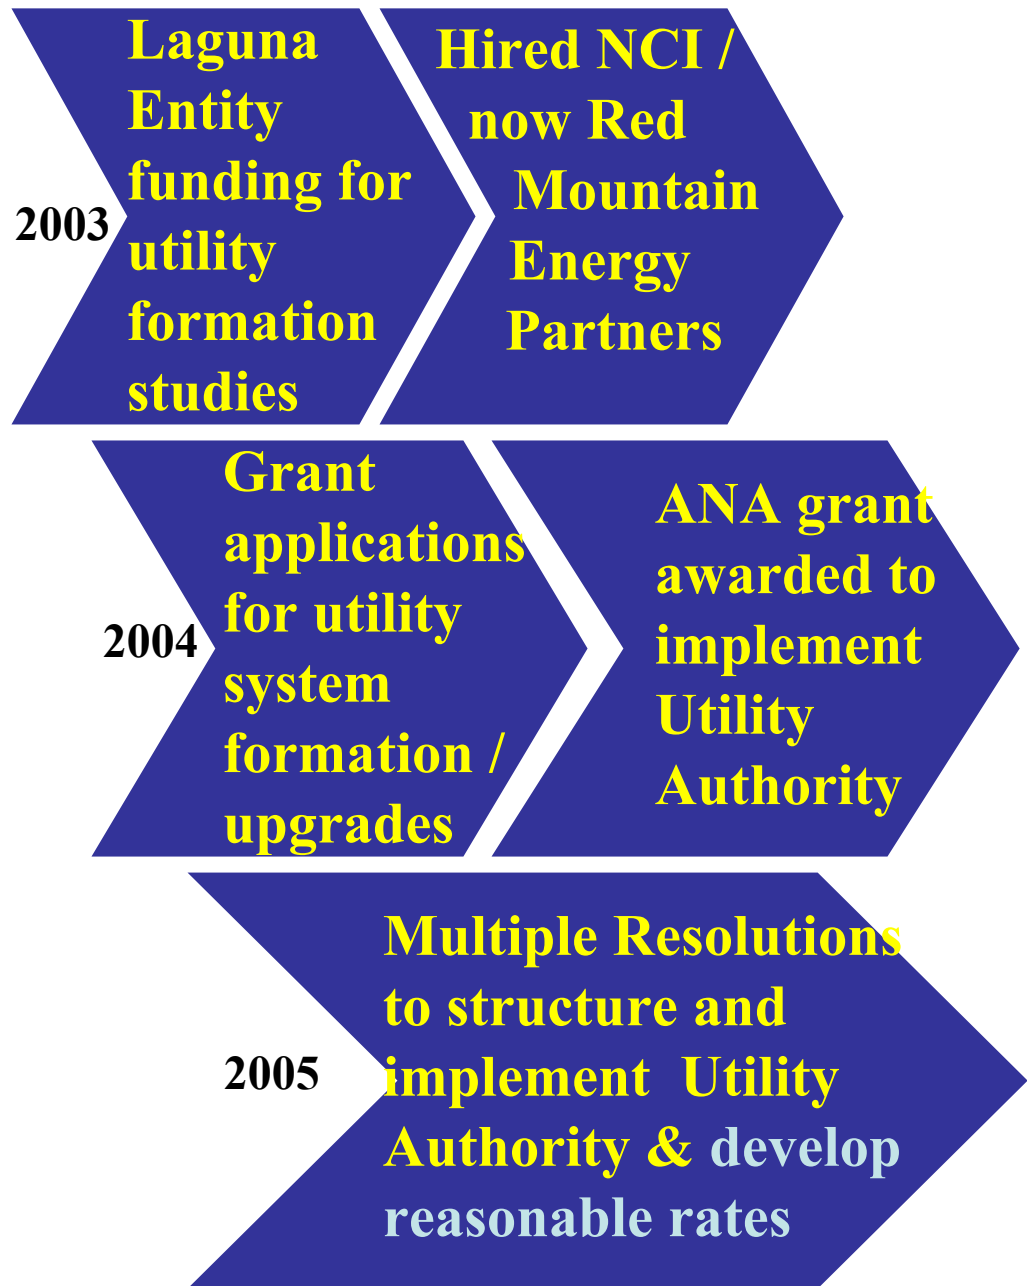 2003
Laguna
Entity
funding for
utility
formation
studies
Hired NCI /
now Red
Mountain
Energy
Partners
2004
Grant
applications
for utility
system
formation /
upgrades
ANA grant
awarded to
implement
Utility
Authority
2005
Multiple Resolutions
to structure and
implement Utility
Authority & develop
reasonable rates